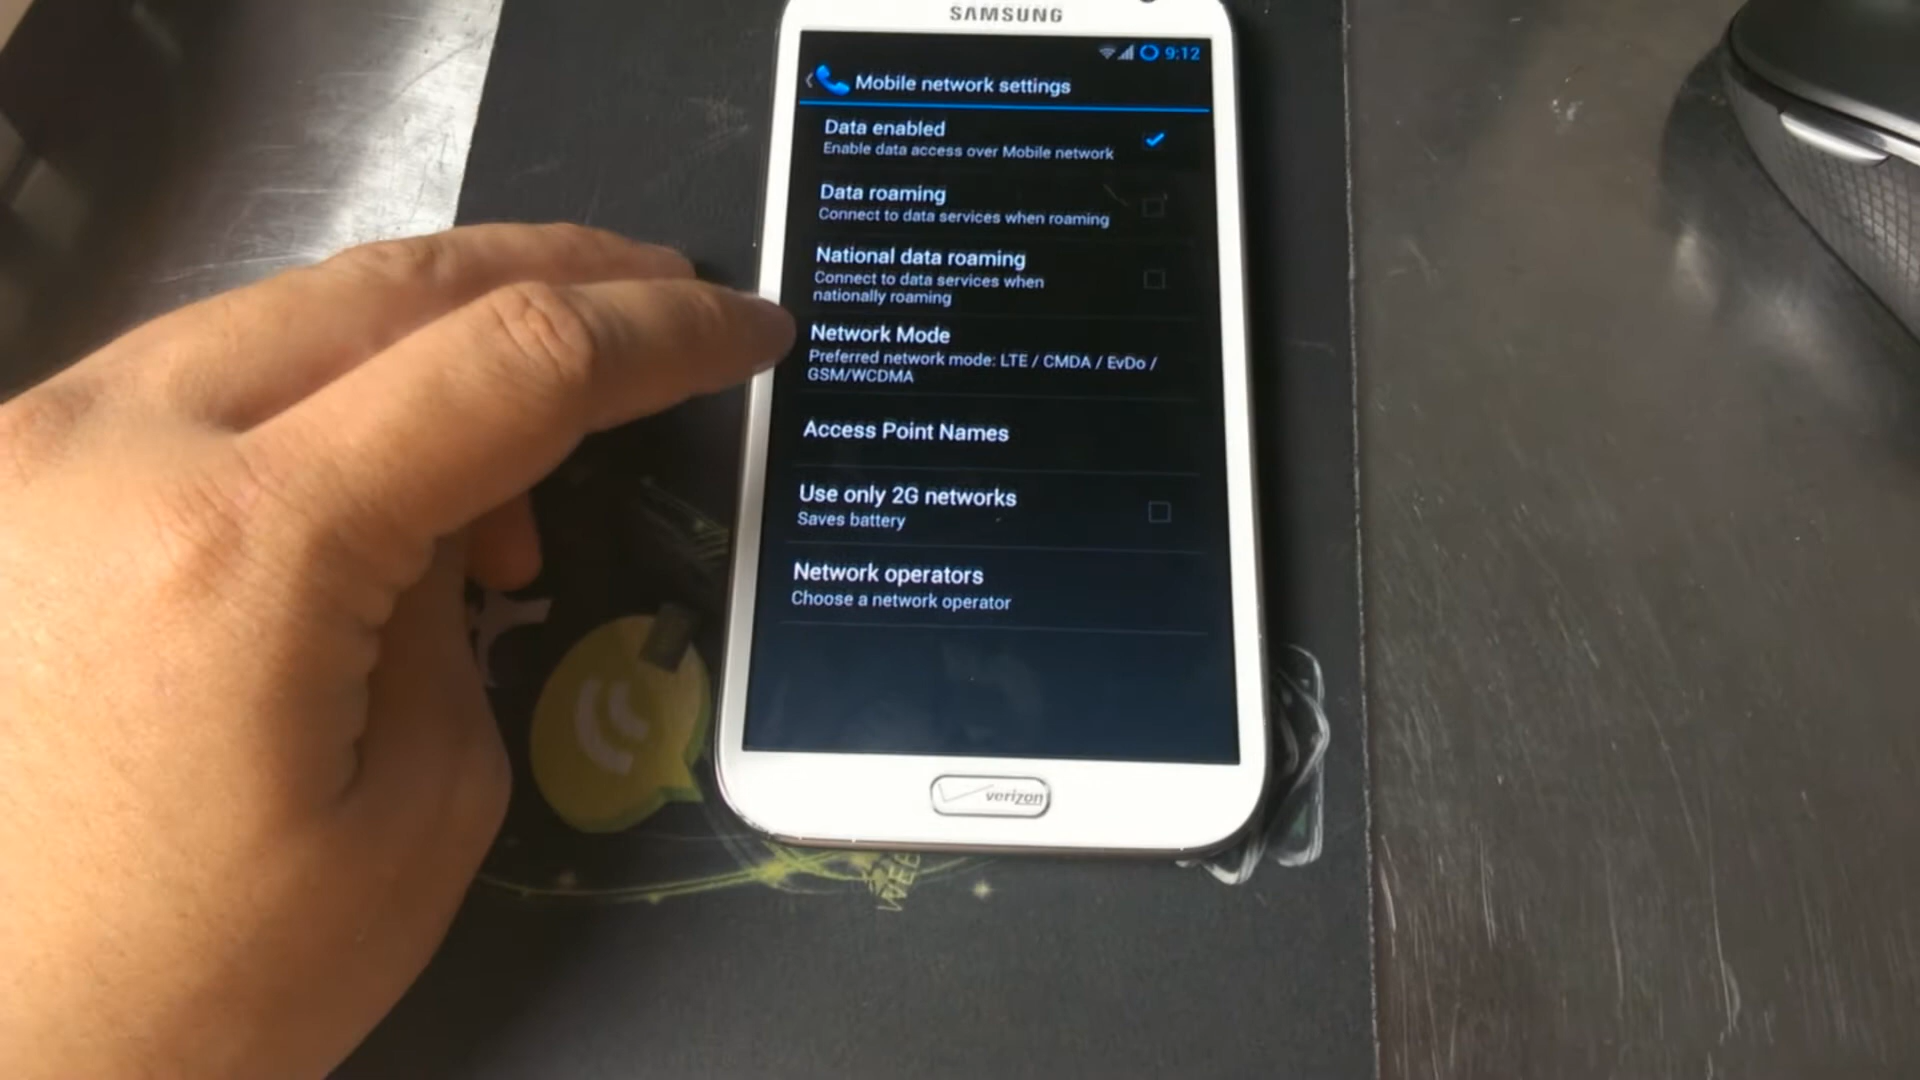 SAMSUNG
9:12
Mobile network settings
Data enabled
Enable data access over Mobile network
Data roaming
Connect to data services when roaming
National data roaming
Connect to data services when
nationally roaming
Network Mode
Preferred network mode: LTE / CMDA / EvDo /
GSM/WCDMA
Access Point Names
Use only 2G networks
Saves battery
Network operators
Choose a network operator
verizon